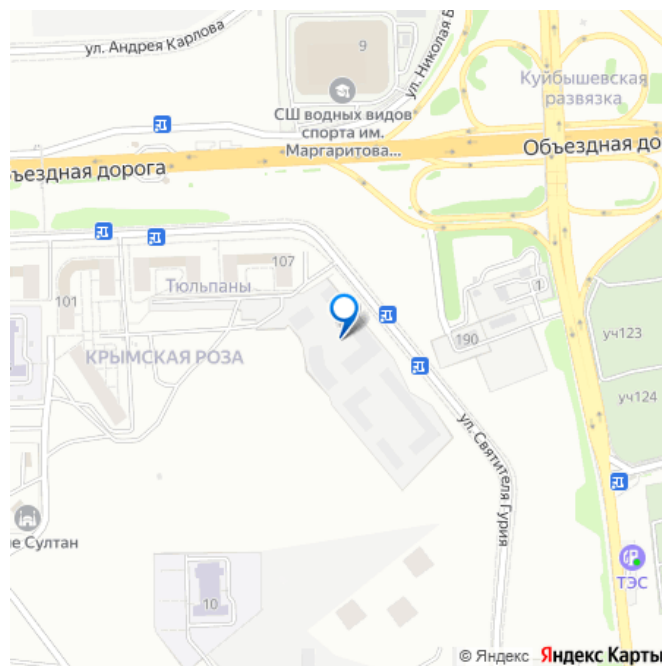 ул. Андрея Карлова
9
ул. Николая Б
Куйбышевская
развязка
СШ водных видов
спорта им.
Маргаритова...
Объездная до
ъездная дорога
107
Тюльпаны
101
1
190
уч123
КРЫМСКАЯ РОЗА
уч124
ул. Святителя Гурия
е Султан
10
ТЭС
© Яндекс Яндекс Карты